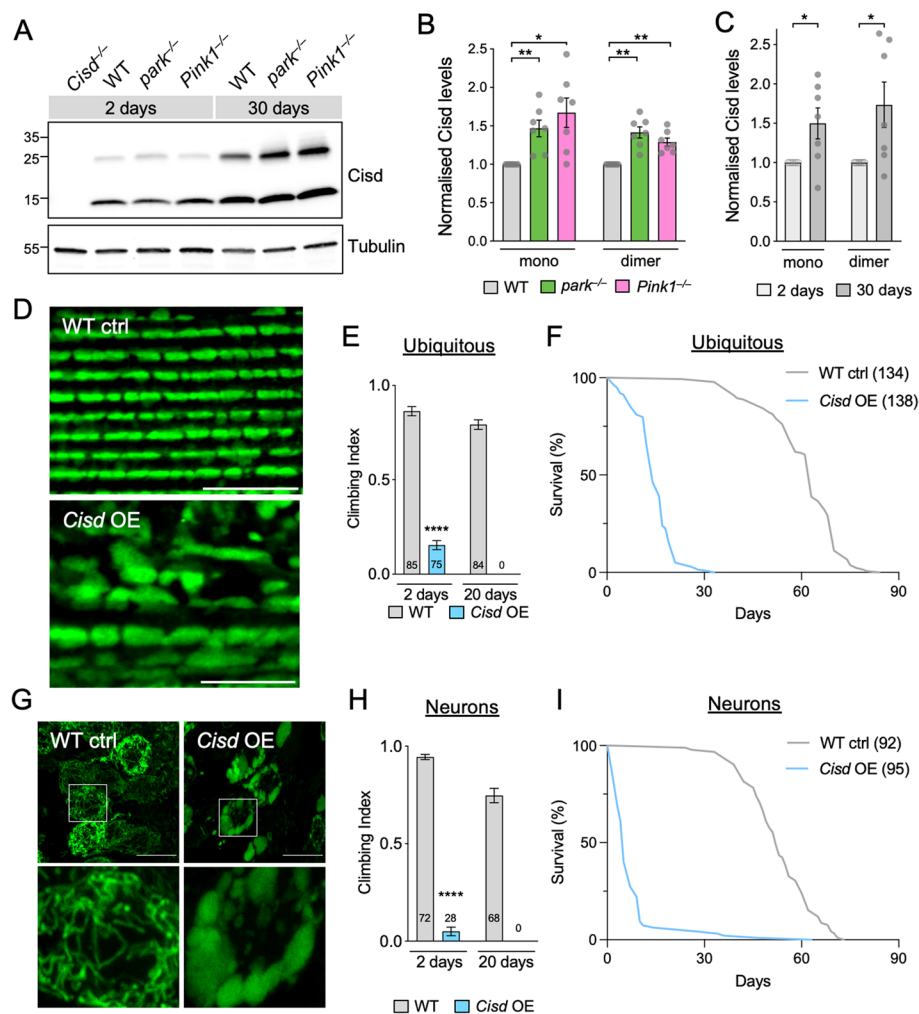 A
Cisd–/–
WT
park–/–
Pink1–/–
WT
park–/–
Pink1–/–
2 days
30 days
35
25
15
Cisd
55
Tubulin
B
Normalised Cisd levels
2.5
2.0
1.5
1.0
0.5
0.0
*
**
**
**
mono
dimer
WT
park–/–
Pink1–/–
C
Normalised Cisd levels
2.5
2.0
1.5
1.0
0.5
0.0
*
*
mono
dimer
2 days
30 days
D
WT ctrl
Cisd OE
E
Ubiquitous
Climbing Index
1.0
0.5
0.0
****
85
75
84
0
2 days
20 days
WT
Cisd OE
F
Ubiquitous
WT ctrl (134)
Cisd OE (138)
Survival (%)
100
50
0
0
30
60
90
Days
G
WT ctrl
Cisd OE
H
Neurons
Climbing Index
1.0
0.5
0.0
****
72
28
68
0
2 days
20 days
WT
Cisd OE
I
Neurons
WT ctrl (92)
Cisd OE (95)
Survival (%)
100
50
0
0
30
60
90
Days